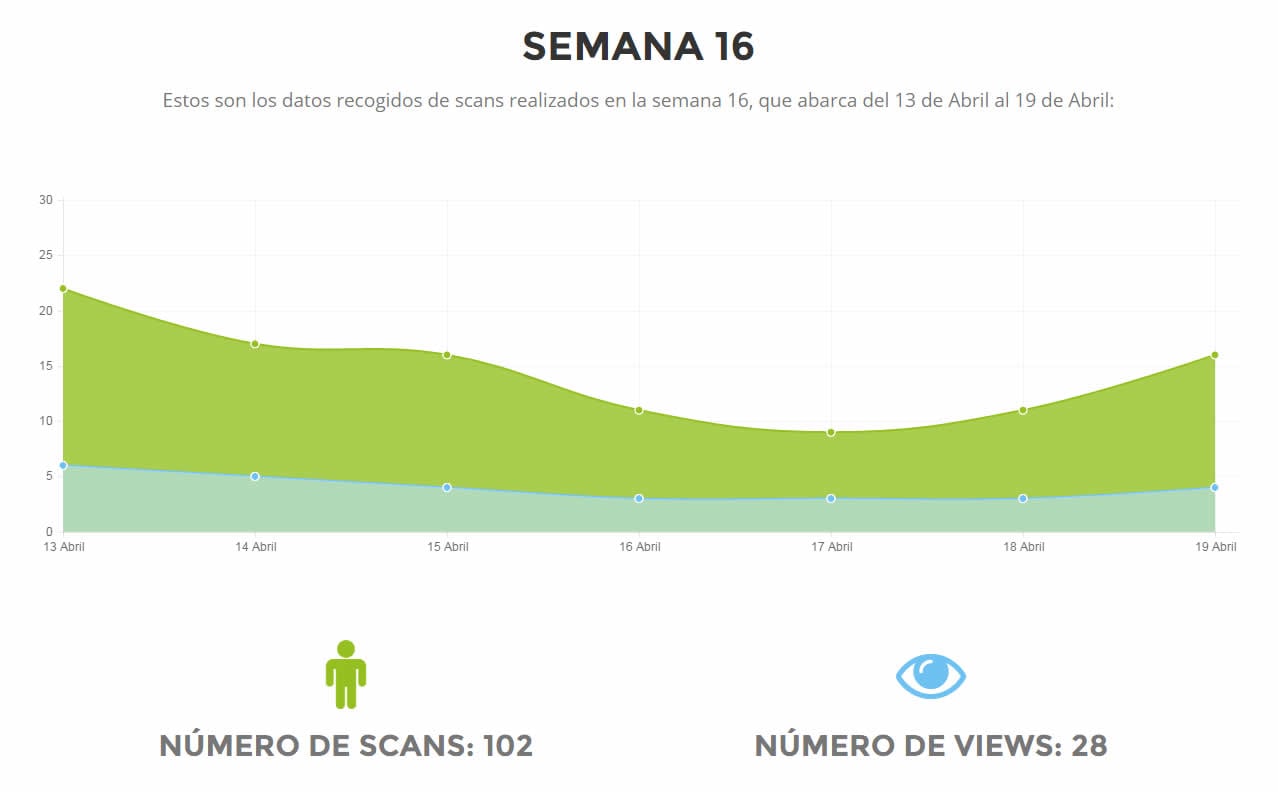 SEMANA 16
Estos son los datos recogidos de scans realizados en la semana 16, que abarca del 13 de Abril al 19 de Abril:
30
25
20
15
10
5
0
13 Abril 14 Abril 15 Abril 16 Abril 17 Abril 18 Abril 19 Abril
NÚMERO DE SCANS: 102 NÚMERO DE VIEWS: 28